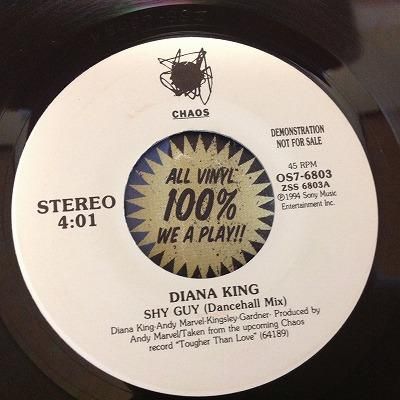 CHAOS
DEMONSTRATION
NOT FOR SALE
45 RPM
OS7-6803
ZSS 6803A
℗1994 Sony Music
Entertainment Inc.
STEREO
4:01
ALL VINYL
100%
WE A PLAY!!
DIANA KING
SHY GUY (Dancehall Mix)
Diana King-Andy Marvel-Kingsley-Gardner- Produced by
Andy Marvel/Taken from the upcoming Chaos
record "Tougher Than Love" (64189)